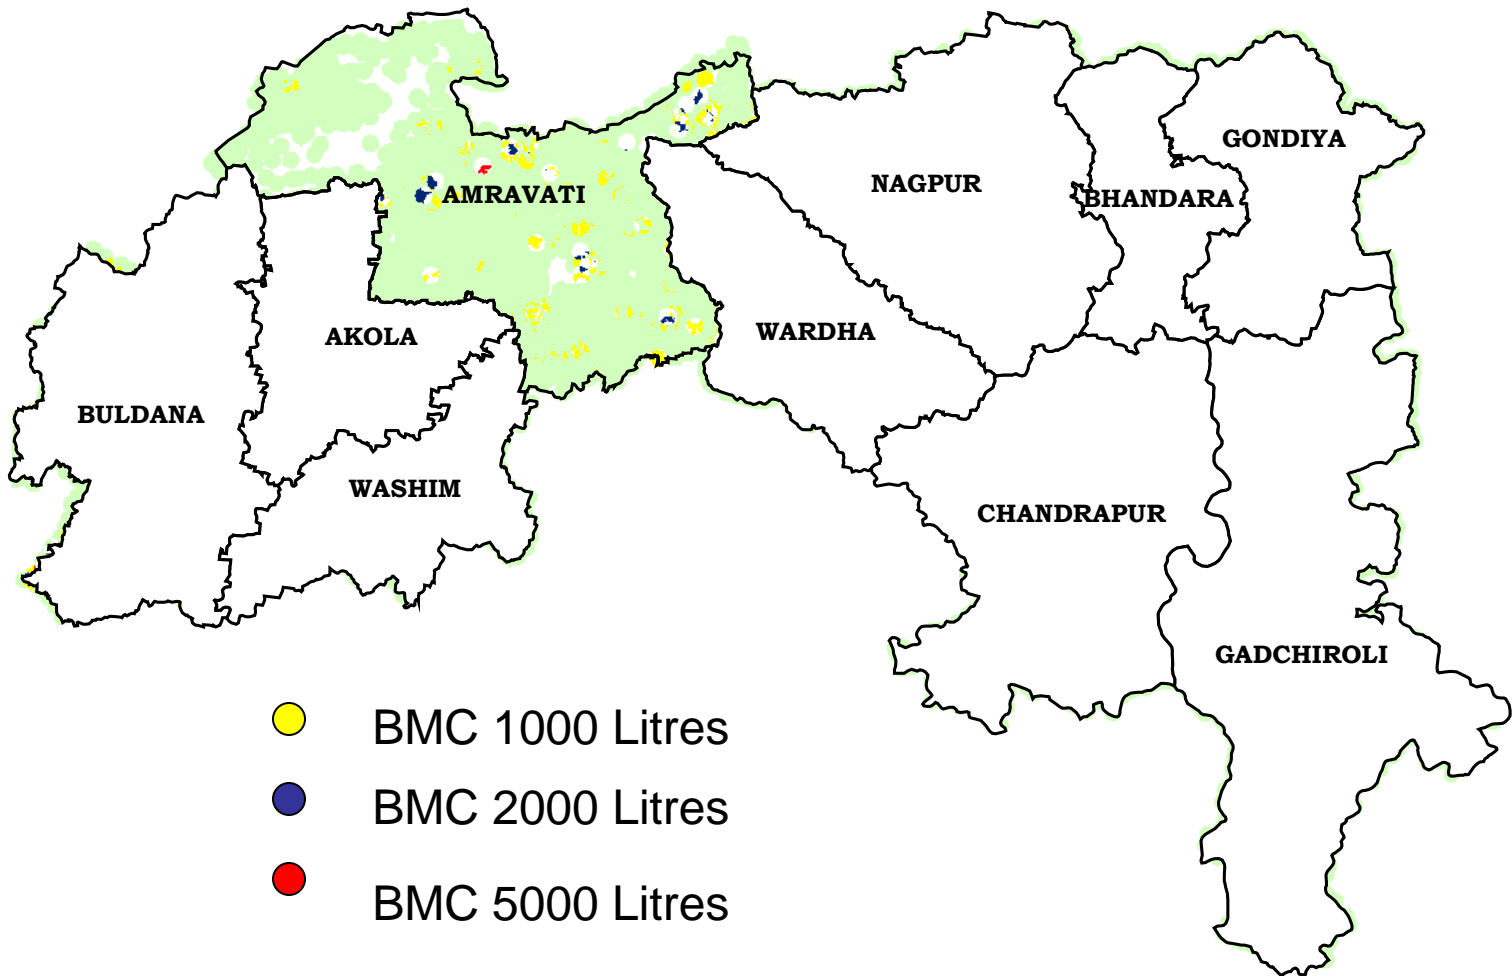 GONDIYA
NAGPUR
BHANDARA
AMRAVATI
WARDHA
AKOLA
BULDANA
WASHIM
CHANDRAPUR
GADCHIROLI
BMC 1000 Litres
BMC 2000 Litres
BMC 5000 Litres